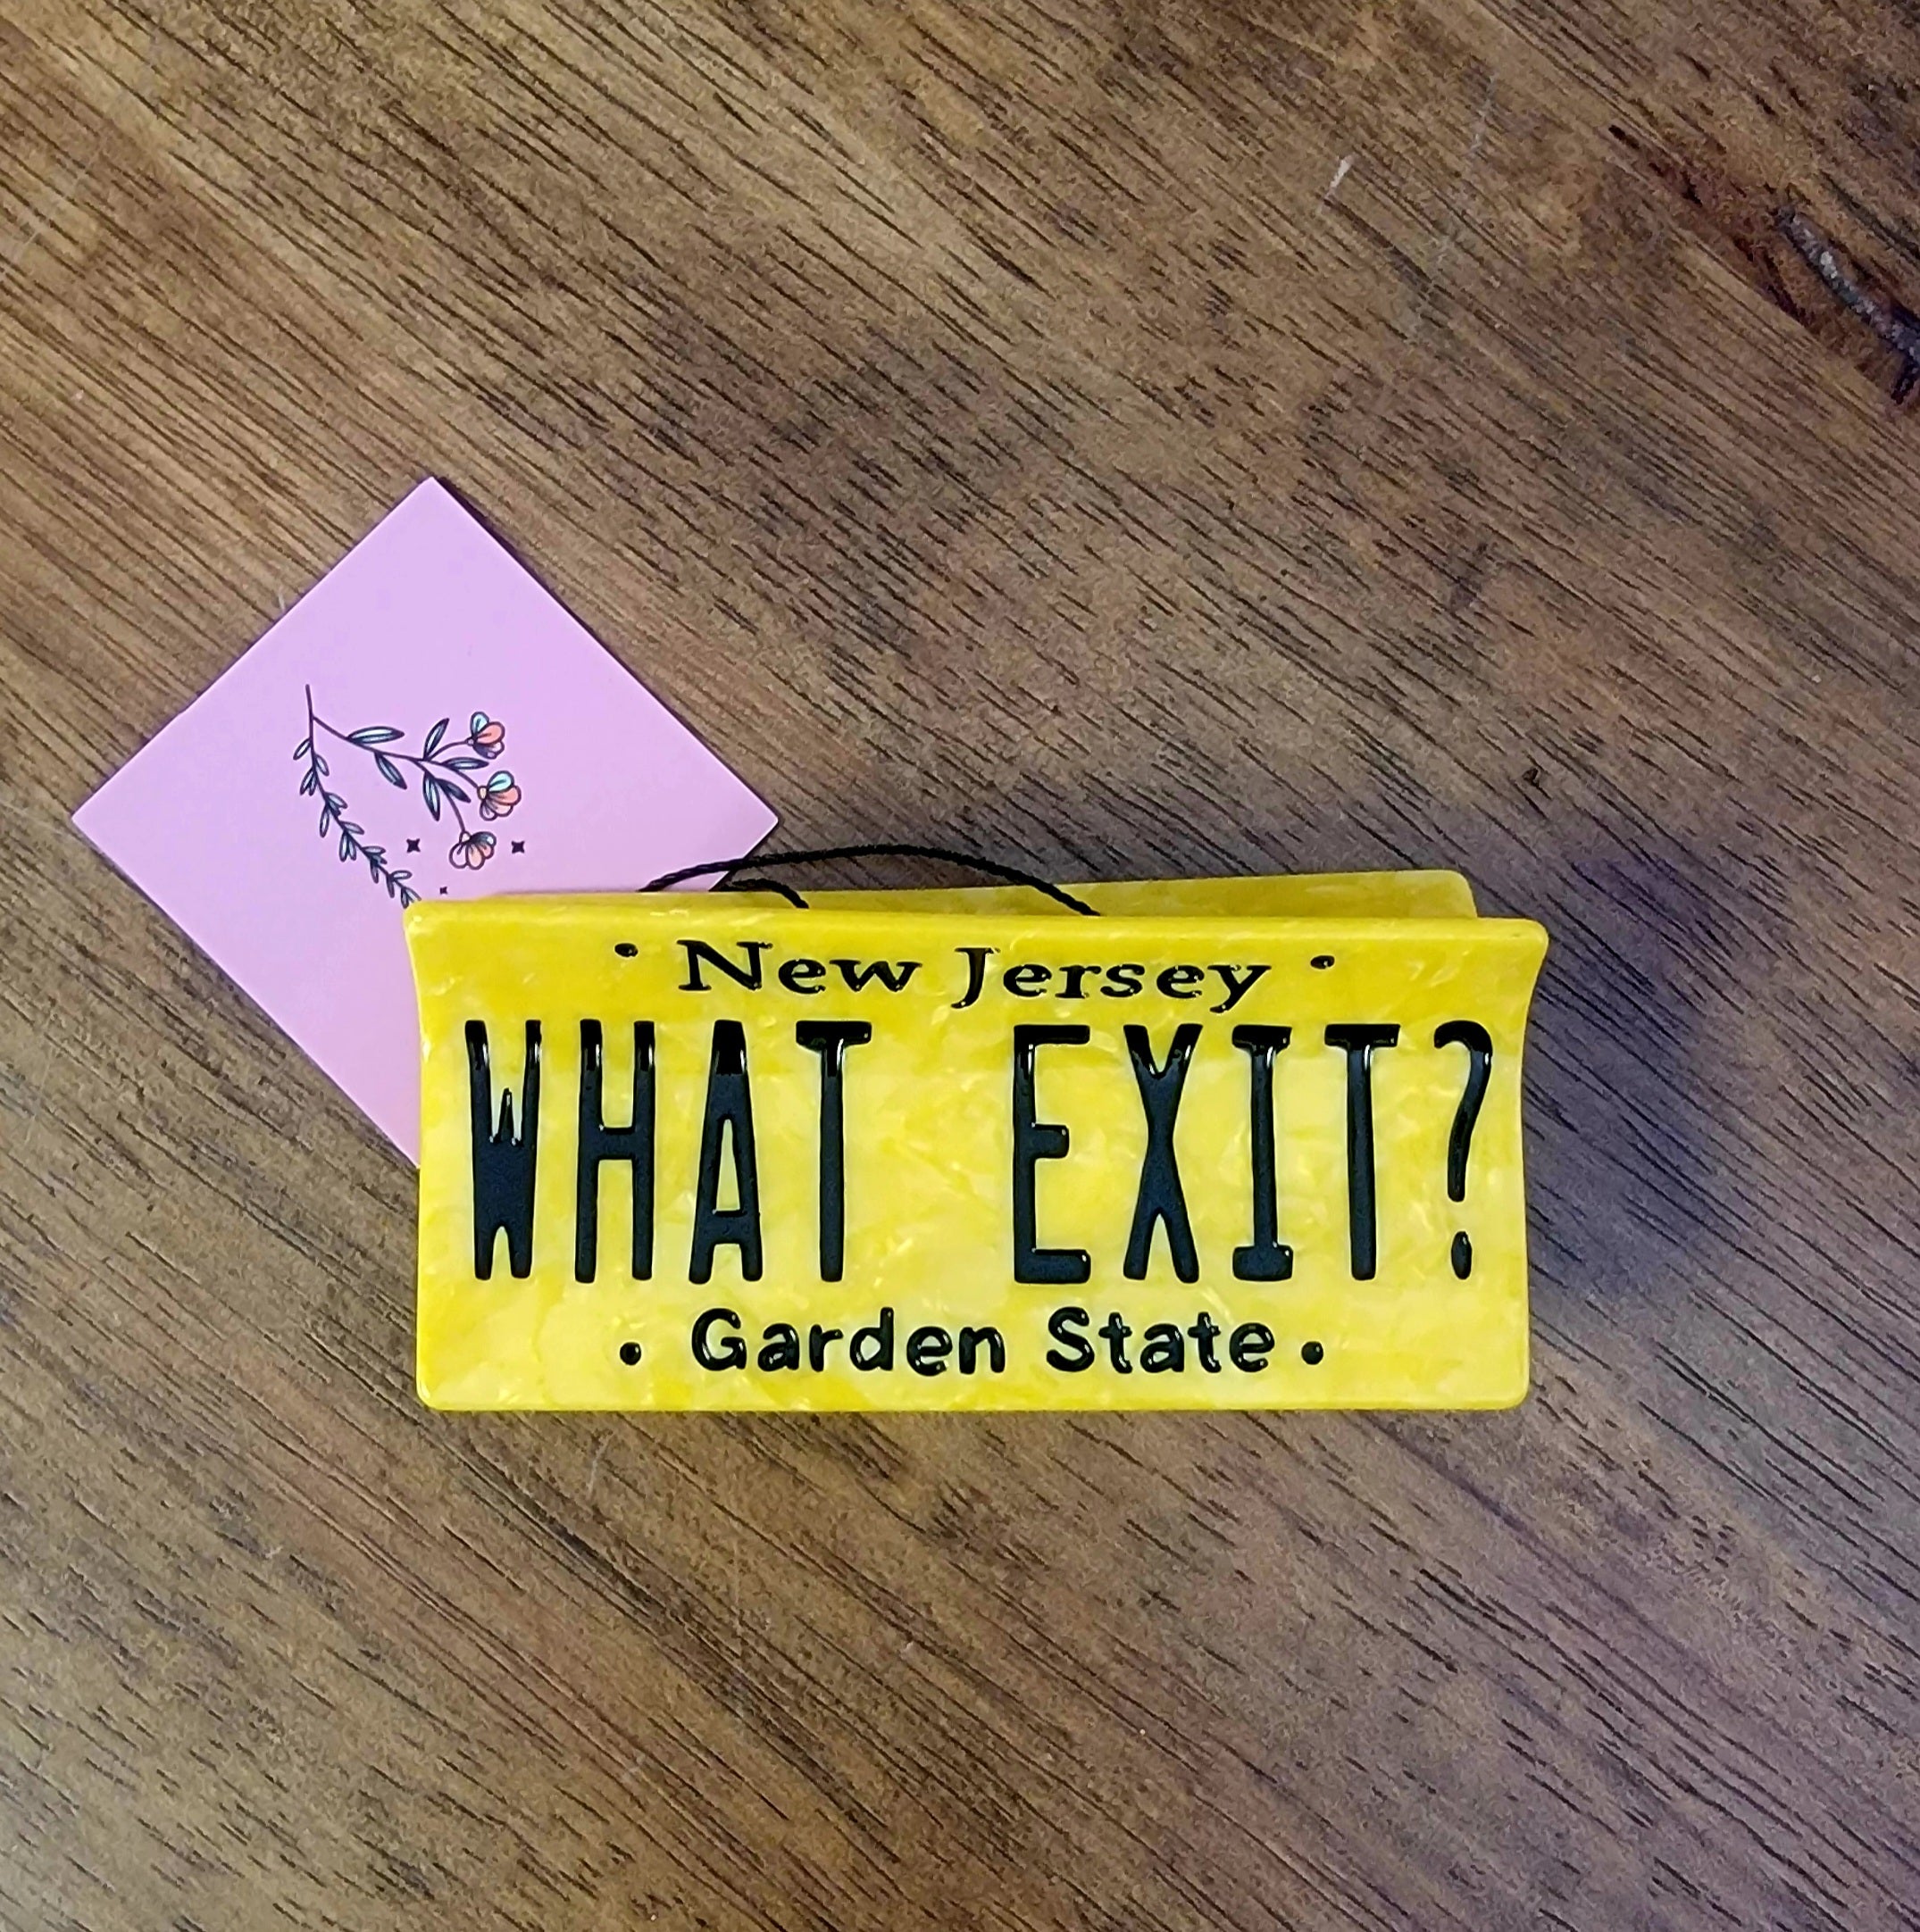 • New Jersey •
WHAT EXIT?
• Garden State •